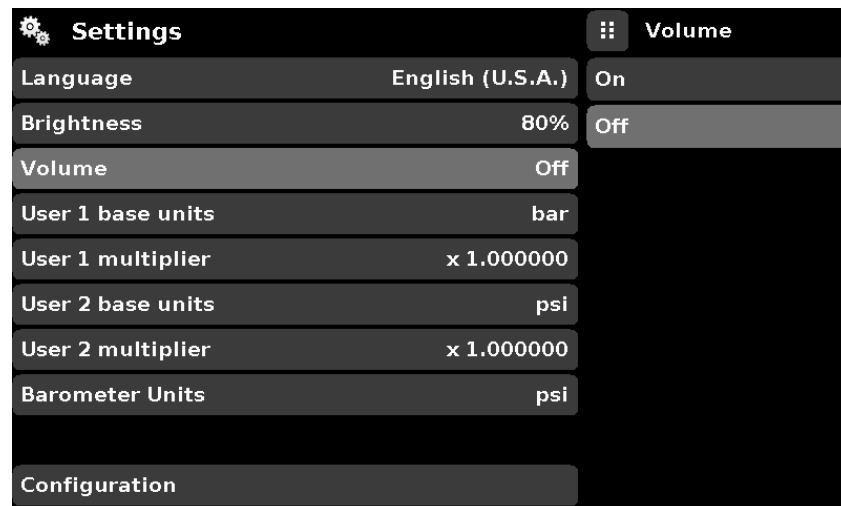 Settings
Language English (U.S.A.)
Brightness 80%
Volume Off
User 1 base units bar
User 1 multiplier x 1.000000
User 2 base units psi
User 2 multiplier x 1.000000
Barometer Units psi
Configuration
Volume
On
Off